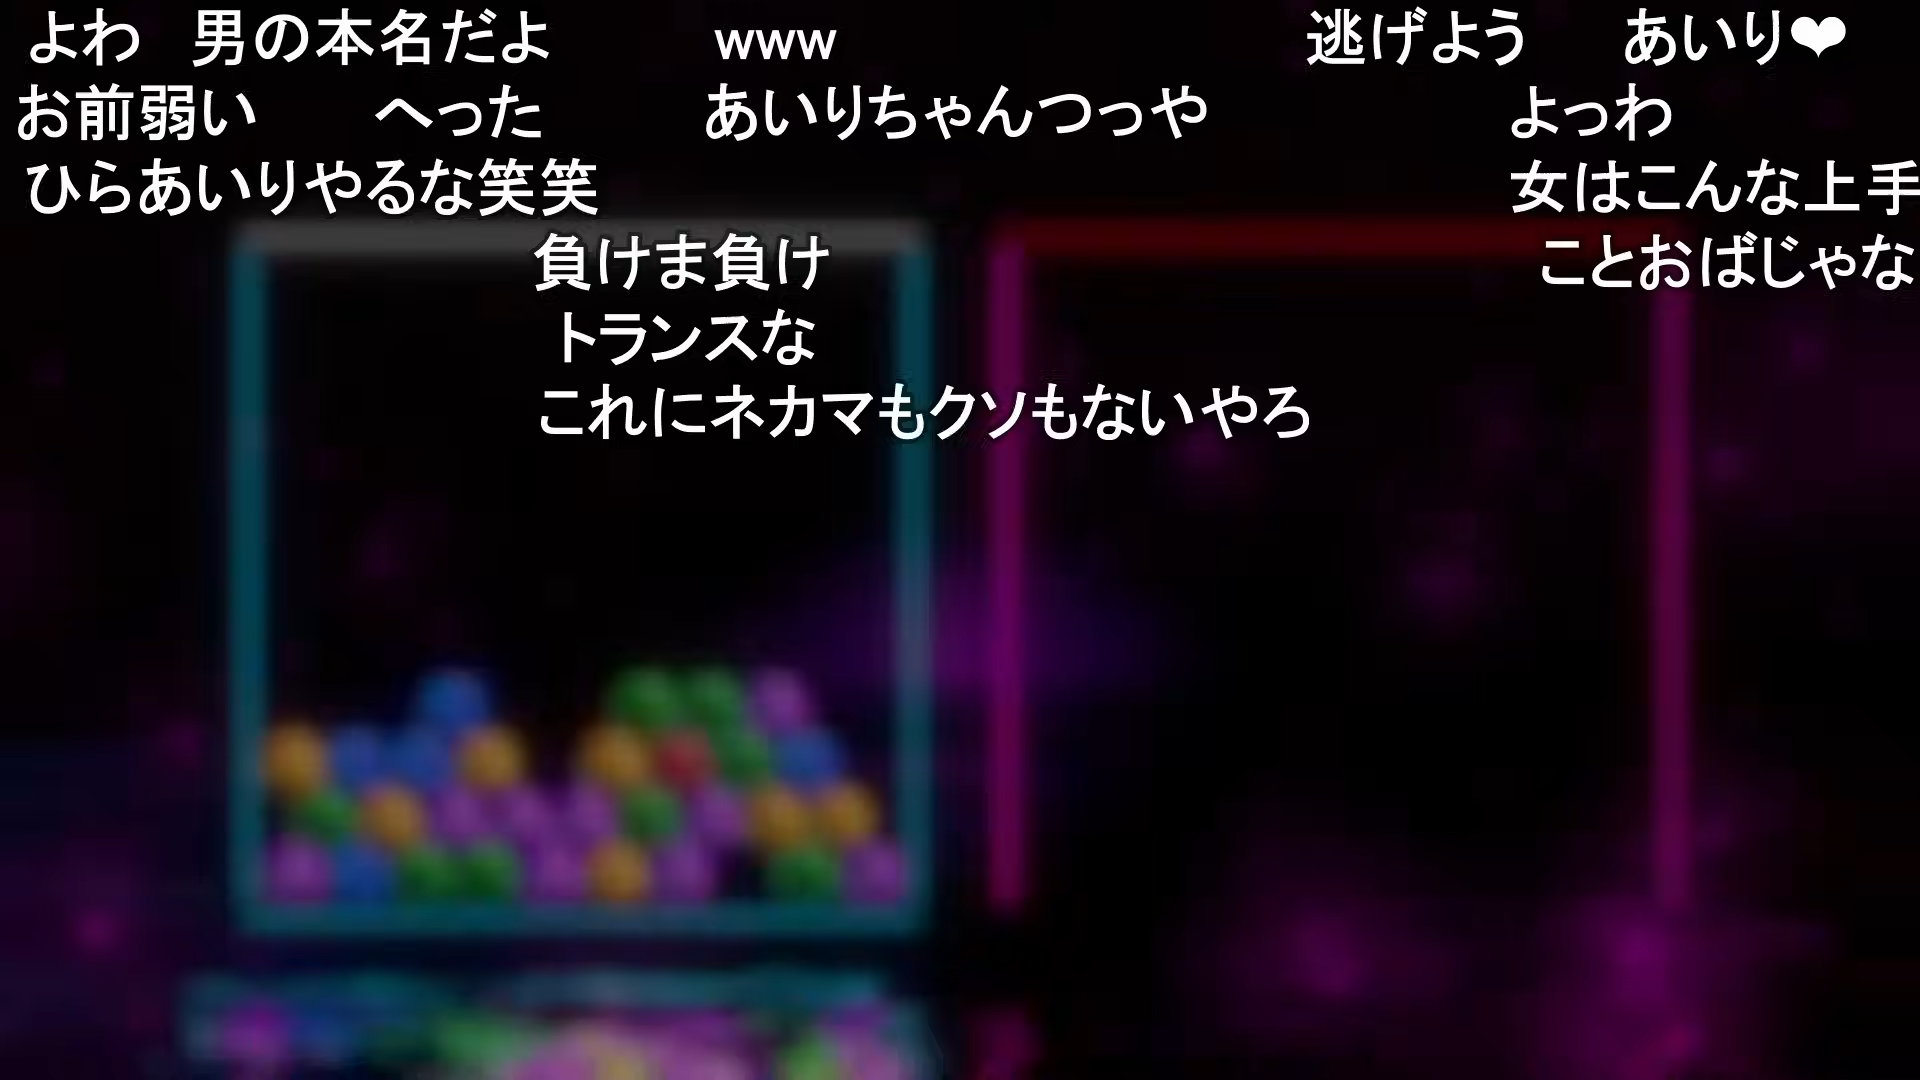 よわ 男の本名だよ www 逃げよう あいり❤
お前弱い へった あいりちゃんつっや よっわ
ひらあいりやるな笑笑 女はこんな上手
負けま負け ことおばじゃな
トランスな
これにネカマもクソもないやろ